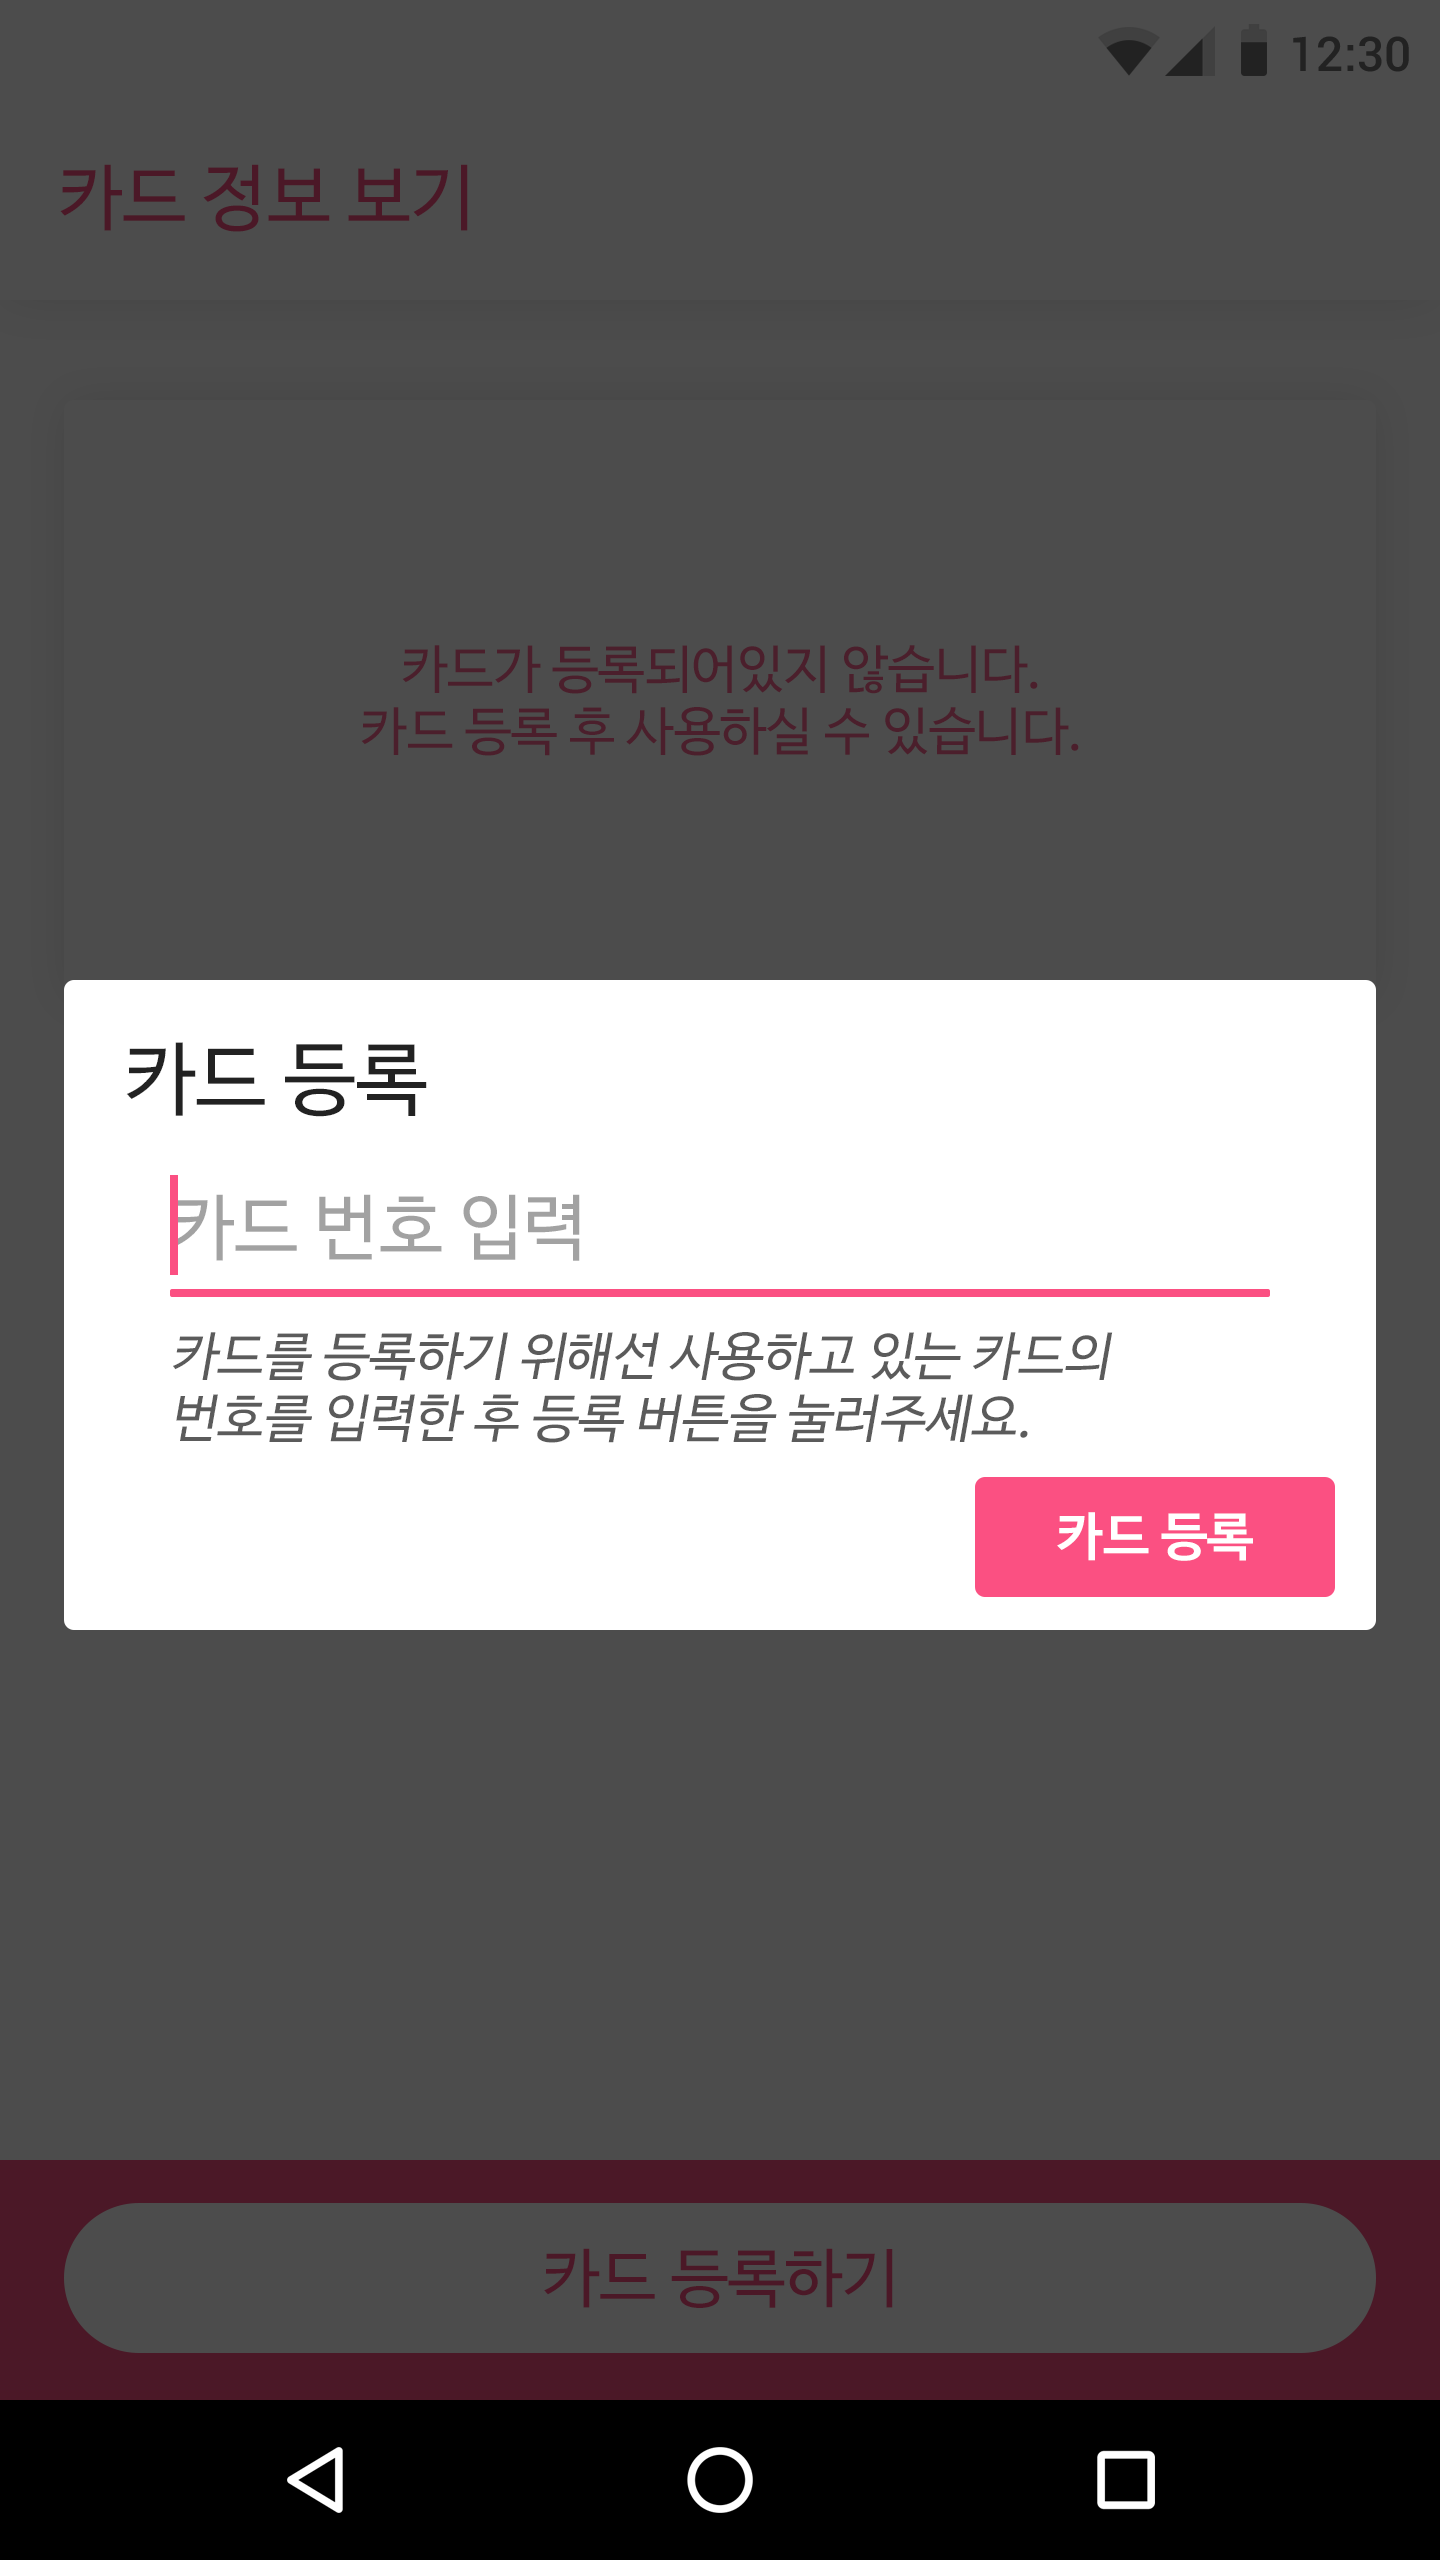 12:30
카드 정보 보기
카드가 등록되어있지 않습니다.
카드 등록 후 사용하실 수 있습니다.
카드 등록
카드 번호 입력
카드를 등록하기 위해선 사용하고 있는 카드의
번호를 입력한 후 등록 버튼을 눌러주세요.
카드 등록
카드 등록하기